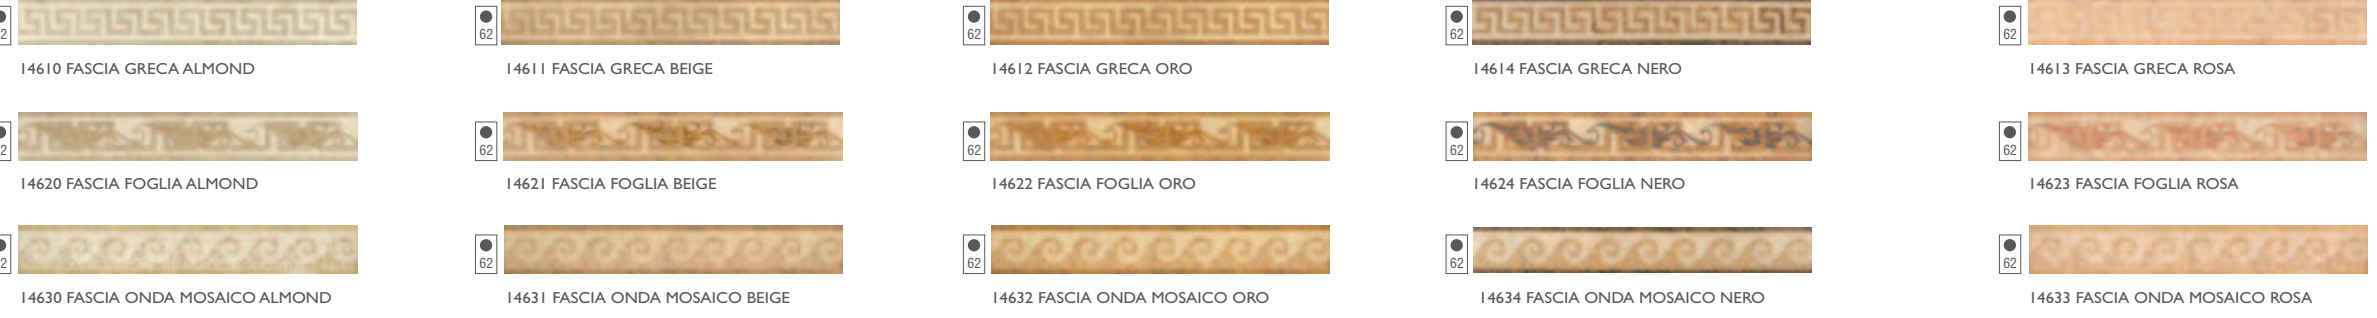 2 62 62 62 62
14610 FASCIA GRECA ALMOND 14611 FASCIA GRECA BEIGE 14612 FASCIA GRECA ORO 14614 FASCIA GRECA NERO 14613 FASCIA GRECA ROSA
2 62 62 62 62
14620 FASCIA FOGLIA ALMOND 14621 FASCIA FOGLIA BEIGE 14622 FASCIA FOGLIA ORO 14624 FASCIA FOGLIA NERO 14623 FASCIA FOGLIA ROSA
2 62 62 62 62
14630 FASCIA ONDA MOSAICO ALMOND 14631 FASCIA ONDA MOSAICO BEIGE 14632 FASCIA ONDA MOSAICO ORO 14634 FASCIA ONDA MOSAICO NERO 14633 FASCIA ONDA MOSAICO ROSA